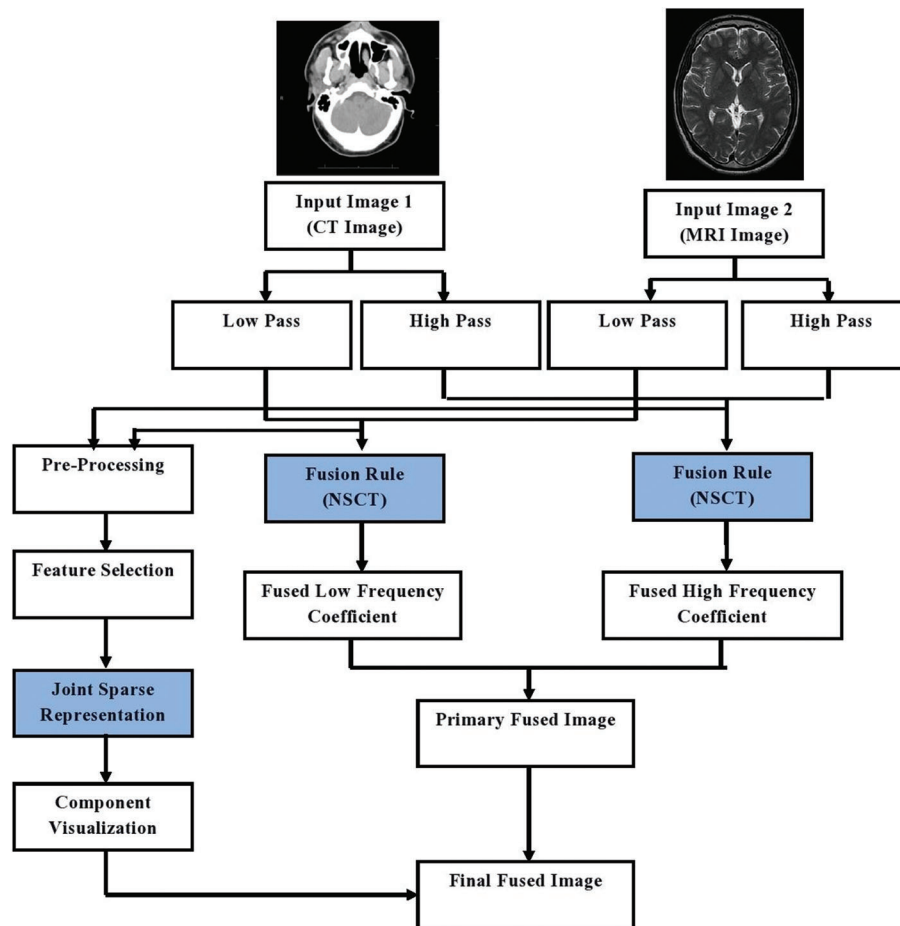 Input Image 1
(CT Image)
Input Image 2
(MRI Image)
Low Pass
High Pass
Low Pass
High Pass
Pre-Processing
Fusion Rule
(NSCT)
Fusion Rule
(NSCT)
Feature Selection
Fused Low Frequency
Coefficient
Fused High Frequency
Coefficient
Joint Sparse
Representation
Primary Fused Image
Component
Visualization
Final Fused Image